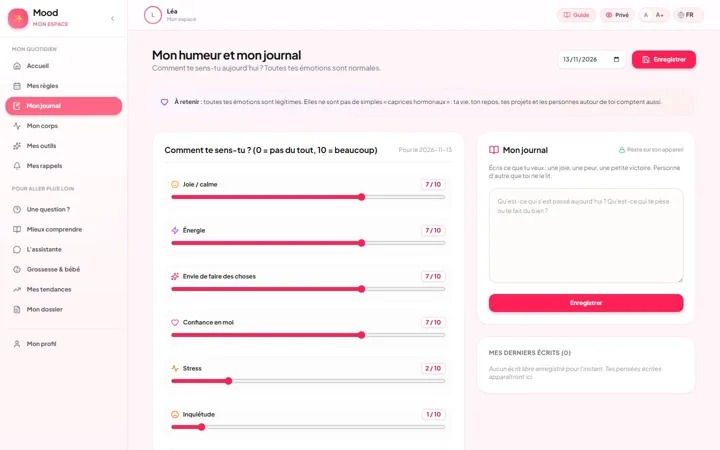 Mood
MON ESPACE
MON QUOTIDIEN
Accueil
Mes règles
Mon journal
Mon corps
Mes outils
Mes rappels
POUR ALLER PLUS LOIN
Une question ?
Mieux comprendre
L'assistante
Grossesse & bébé
Mes tendances
Mon dossier
Mon profil
L
Léa
Mon espace
Guide
Privé
A
A+
FR
Mon humeur et mon journal
Comment te sens-tu aujourd'hui ? Toutes tes émotions sont normales.
13/11/2026
Enregistrer
À retenir : toutes tes émotions sont légitimes. Elles ne sont pas de simples « caprices hormonaux » : ta vie, ton repos, tes projets et les personnes autour de toi comptent aussi.
Comment te sens-tu ? (0 = pas du tout, 10 = beaucoup)
Pour le 2026-11-13
Joie / calme
7 / 10
Énergie
7 / 10
Envie de faire des choses
7 / 10
Confiance en moi
7 / 10
Stress
2 / 10
Inquiétude
1 / 10
Mon journal
Reste sur ton appareil
Écris ce que tu veux : une joie, une peur, une petite victoire. Personne
d'autre que toi ne le lit.
Qu'est-ce qui s'est passé aujourd'hui ? Qu'est-ce qui te pèse
ou te fait du bien ?
Enregistrer
MES DERNIERS ÉCRITS (0)
Aucun écrit libre enregistré pour l'instant. Tes pensées écrites
apparaîtront ici.